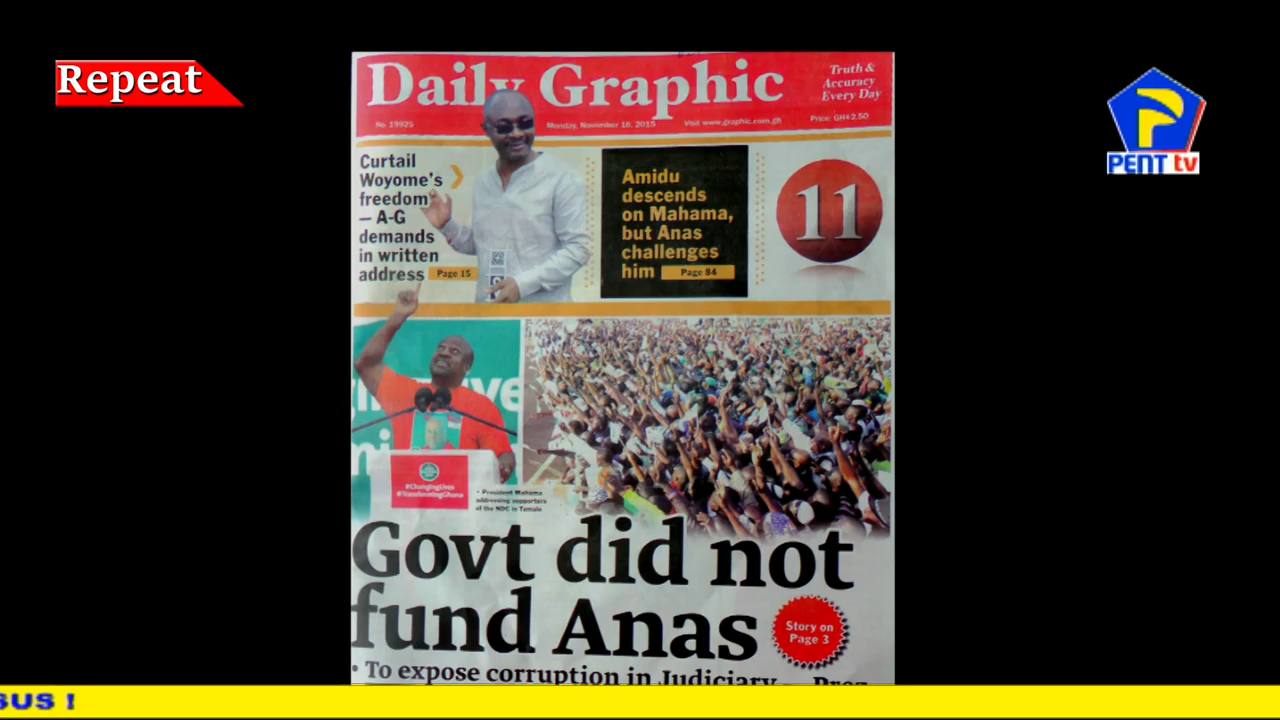 Repeat
Daily Graphic
Truth &
Accuracy
Every Day
No. 19925
Monday, November 16, 2015
Visit www.graphic.com.gh
Price: GH¢2.50
Curtail
Woyome's
freedom
— A-G
demands
in written
address
Page 15
Amidu
descends
on Mahama,
but Anas
challenges
him
Page 84
11
PENT tv
#ChangingLives
#TransformingGhana
• President Mahama
addressing supporters
of the NDC in Tamale
Govt did not
fund Anas
Story on
Page 3
• To expose corruption in Judiciary — Prez
SUS !